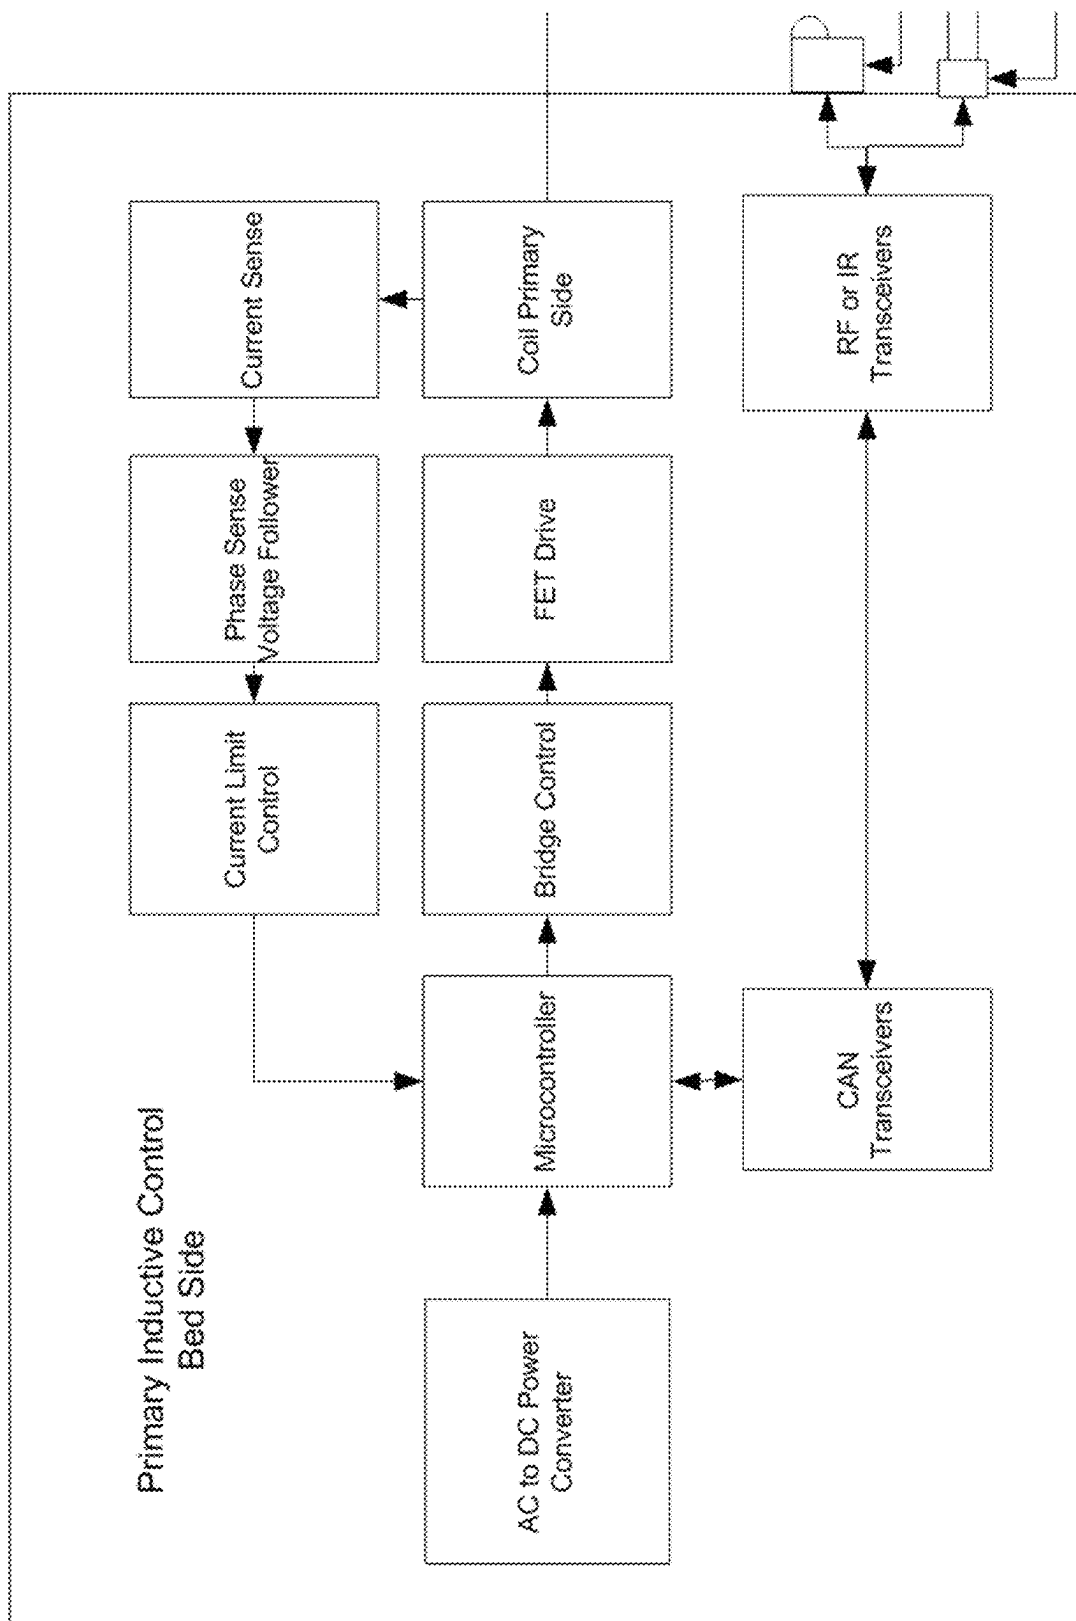 Primary Inductive Control
Bed Side
Current Limit
Control
Phase Sense
Voltage Follower
Current Sense
AC to DC Power
Converter
Microcontroller
Bridge Control
FET Drive
Coil Primary
Side
CAN
Transceivers
RF or IR
Transceivers